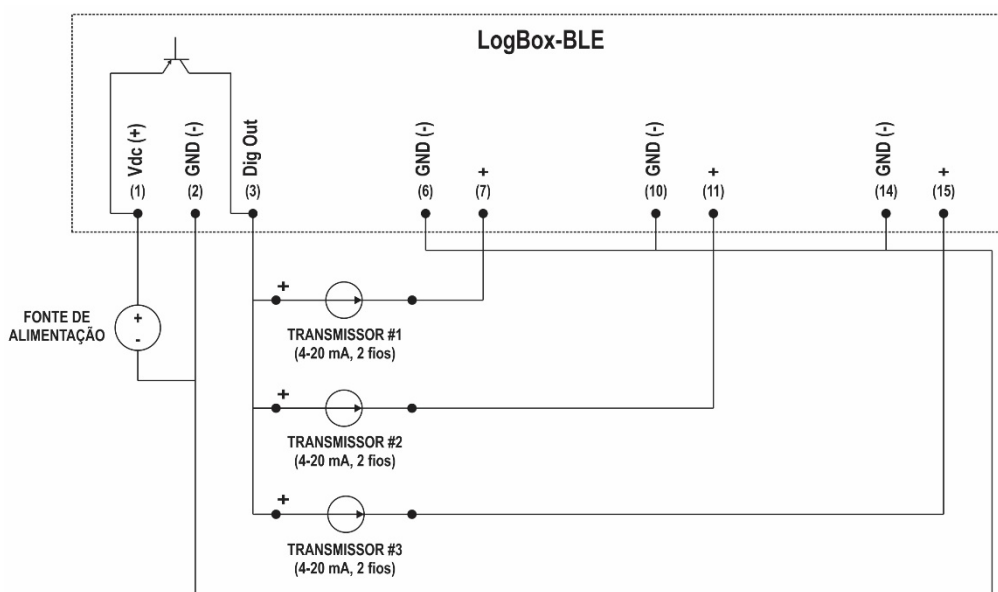 LogBox-BLE
Vdc (+)
(1)
GND (-)
(2)
Dig Out
(3)
GND (-)
(6)
+
(7)
GND (-)
(10)
+
(11)
GND (-)
(14)
+
(15)
FONTE DE
ALIMENTAÇÃO
+
-
+
TRANSMISSOR #1
(4-20 mA, 2 fios)
+
TRANSMISSOR #2
(4-20 mA, 2 fios)
+
TRANSMISSOR #3
(4-20 mA, 2 fios)